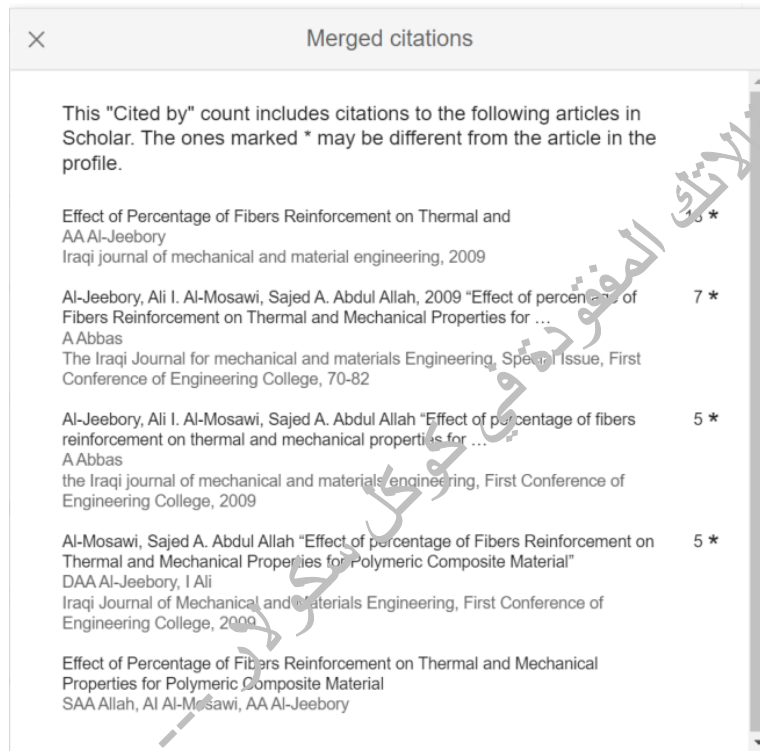 Merged citations
This "Cited by" count includes citations to the following articles in
Scholar. The ones marked * may be different from the article in the
profile.
Effect of Percentage of Fibers Reinforcement on Thermal and
*
AA Al-Jeebory
Iraqi journal of mechanical and material engineering, 2009
Al-Jeebory, Ali I. Al-Mosawi, Sajed A. Abdul Allah, 2009 “Effect of percentage of 7 *
Fibers Reinforcement on Thermal and Mechanical Properties for …
A Abbas
The Iraqi Journal for mechanical and materials Engineering, Special Issue, First
Conference of Engineering College, 70-82
Al-Jeebory, Ali I. Al-Mosawi, Sajed A. Abdul Allah “Effect of percentage of fibers 5 *
reinforcement on thermal and mechanical properties for …
A Abbas
the Iraqi journal of mechanical and materials engineering, First Conference of
Engineering College, 2009
Al-Mosawi, Sajed A. Abdul Allah “Effect of percentage of Fibers Reinforcement on 5 *
Thermal and Mechanical Properties for Polymeric Composite Material”
DAA Al-Jeebory, I Ali
Iraqi Journal of Mechanical and Materials Engineering, First Conference of
Engineering College, 2009
Effect of Percentage of Fibers Reinforcement on Thermal and Mechanical
Properties for Polymeric Composite Material
SAA Allah, AI Al-Mosawi, AA Al-Jeebory
المفقودة في كوكل سكولار ---